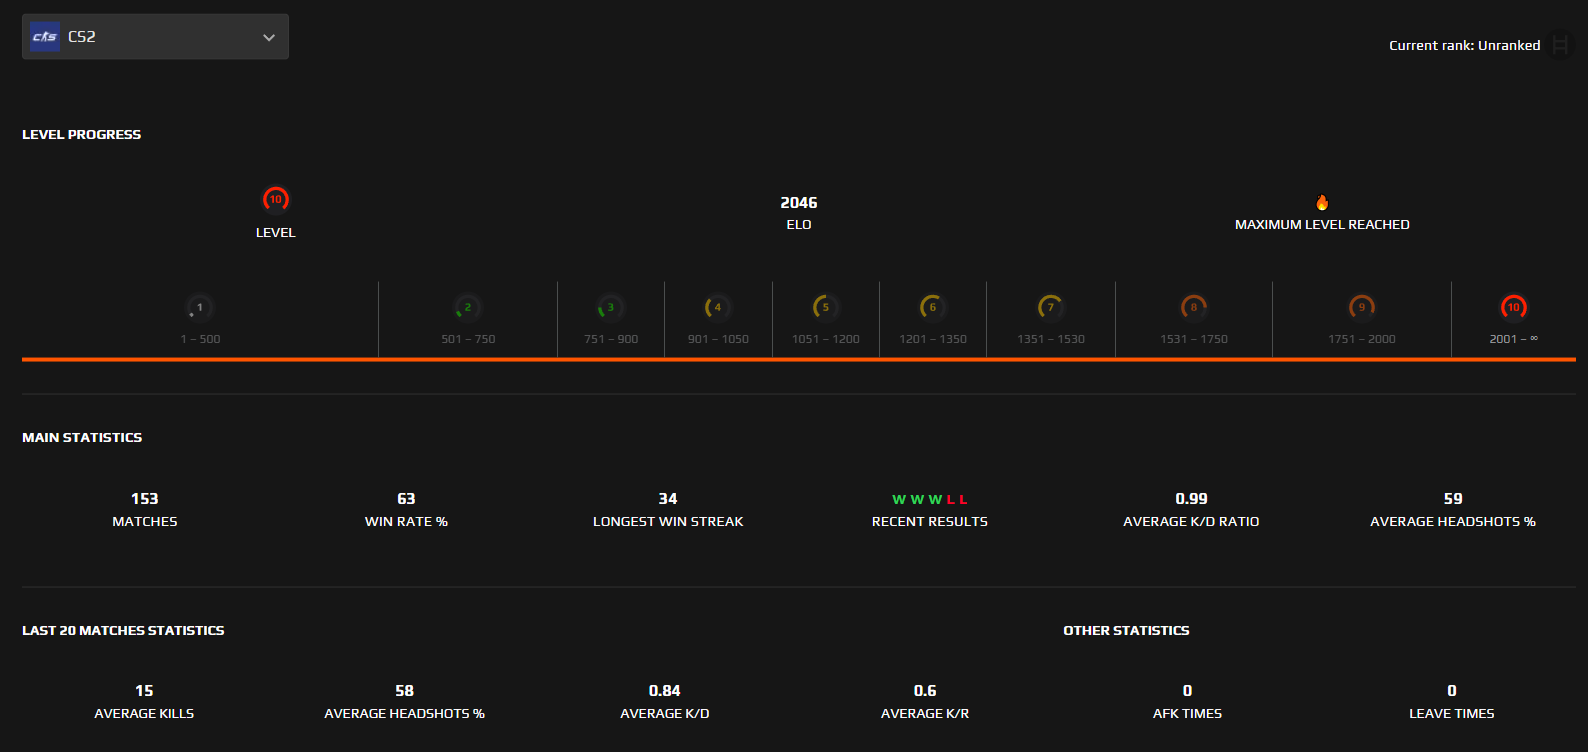 CS2
Current rank: Unranked
LEVEL PROGRESS
10
LEVEL
2046
ELO
MAXIMUM LEVEL REACHED
1 2 3 4 5 6 7 8 9 10
1 – 500 501 – 750 751 – 900 901 – 1050 1051 – 1200 1201 – 1350 1351 – 1530 1531 – 1750 1751 – 2000 2001 – ∞
MAIN STATISTICS
153 63 34 W W W L L 0.99 59
MATCHES WIN RATE % LONGEST WIN STREAK RECENT RESULTS AVERAGE K/D RATIO AVERAGE HEADSHOTS %
LAST 20 MATCHES STATISTICS OTHER STATISTICS
15 58 0.84 0.6 0 0
AVERAGE KILLS AVERAGE HEADSHOTS % AVERAGE K/D AVERAGE K/R AFK TIMES LEAVE TIMES